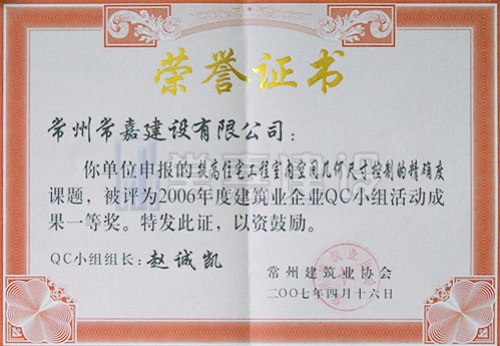 荣誉证书
常州常嘉建设有限公司：
你单位申报的提高住宅工程室内空间几何尺寸控制的精确度
课题，被评为2006年度建筑业企业QC小组活动成
果一等奖。特发此证，以资鼓励。
QC小组组长：赵诚凯
常州建筑业协会
二〇〇七年四月十六日